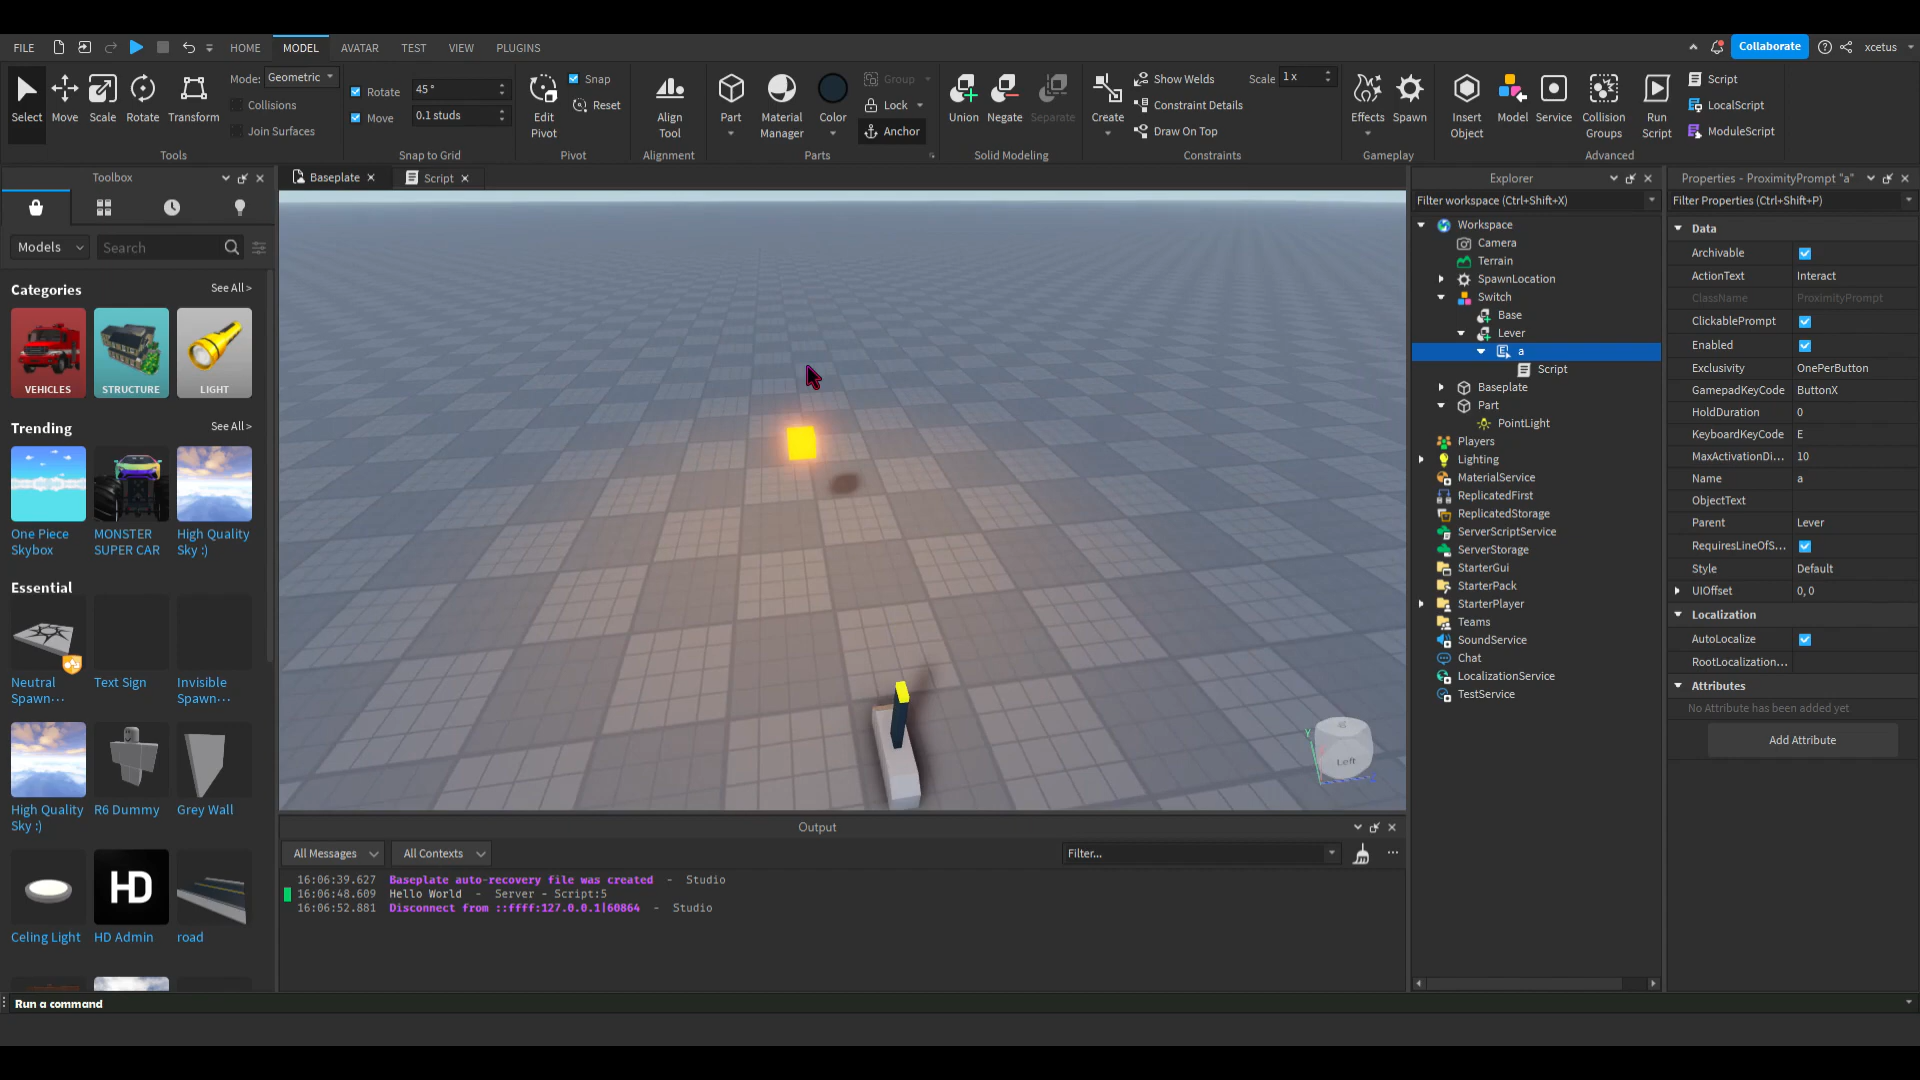 FILE HOME MODEL AVATAR TEST VIEW PLUGINS Collaborate xcetus
Select Move Scale Rotate Transform
Mode: Geometric
Collisions
Join Surfaces
Tools
Rotate 45 °
Move 0.1 studs
Snap to Grid
Edit Pivot
Snap
Reset
Pivot
Align Tool
Alignment
Part
Material Manager
Color
Group
Lock
Anchor
Parts
Union Negate Separate
Solid Modeling
Create
Show Welds
Scale 1 x
Constraint Details
Draw On Top
Constraints
Effects Spawn
Gameplay
Insert Object
Model Service
Collision Groups
Run Script
Script
LocalScript
ModuleScript
Advanced
Toolbox
Models Search
Categories See All >
VEHICLES STRUCTURE LIGHT
Trending See All >
One Piece Skybox
MONSTER SUPER CAR
High Quality Sky :)
Essential
Neutral Spawn···
Text Sign
Invisible Spawn···
High Quality Sky :)
R6 Dummy
Grey Wall
HD
Celing Light
HD Admin
road
Baseplate
Script
Left
Y
Output
All Messages All Contexts Filter... ...
16:06:39.627 Baseplate auto-recovery file was created - Studio
16:06:48.609 Hello World - Server - Script:5
16:06:52.881 Disconnect from ::ffff:127.0.0.1|60864 - Studio
Run a command
Explorer
Filter workspace (Ctrl+Shift+X)
Workspace
Camera
Terrain
SpawnLocation
Switch
Base
Lever
a
Script
Baseplate
Part
PointLight
Players
Lighting
MaterialService
ReplicatedFirst
ReplicatedStorage
ServerScriptService
ServerStorage
StarterGui
StarterPack
StarterPlayer
Teams
SoundService
Chat
LocalizationService
TestService
Properties - ProximityPrompt "a"
Filter Properties (Ctrl+Shift+P)
Data
Archivable
ActionText Interact
ClassName ProximityPrompt
ClickablePrompt
Enabled
Exclusivity OnePerButton
GamepadKeyCode ButtonX
HoldDuration 0
KeyboardKeyCode E
MaxActivationDi... 10
Name a
ObjectText
Parent Lever
RequiresLineOfS...
Style Default
UIOffset 0, 0
Localization
AutoLocalize
RootLocalization...
Attributes
No Attribute has been added yet
Add Attribute